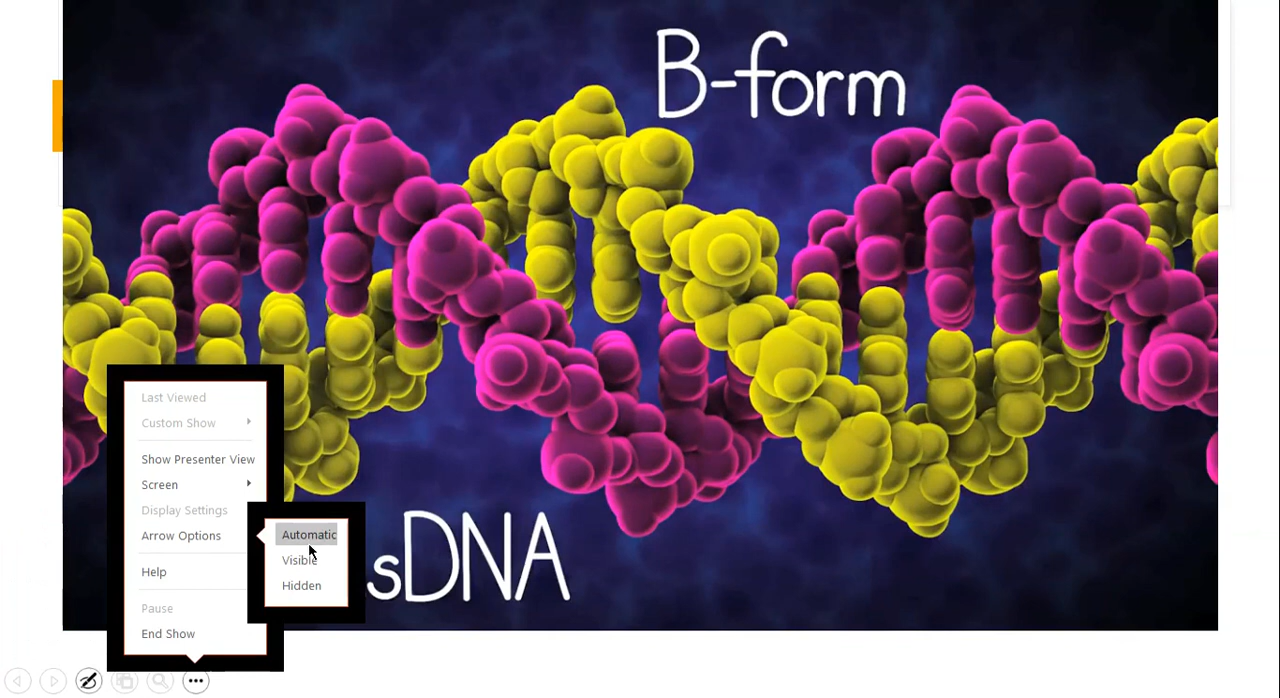 B-form
Last Viewed
Custom Show
Show Presenter View
Screen
Display Settings
Arrow Options
Automatic
Visible
Hidden
sDNA
Help
Pause
End Show